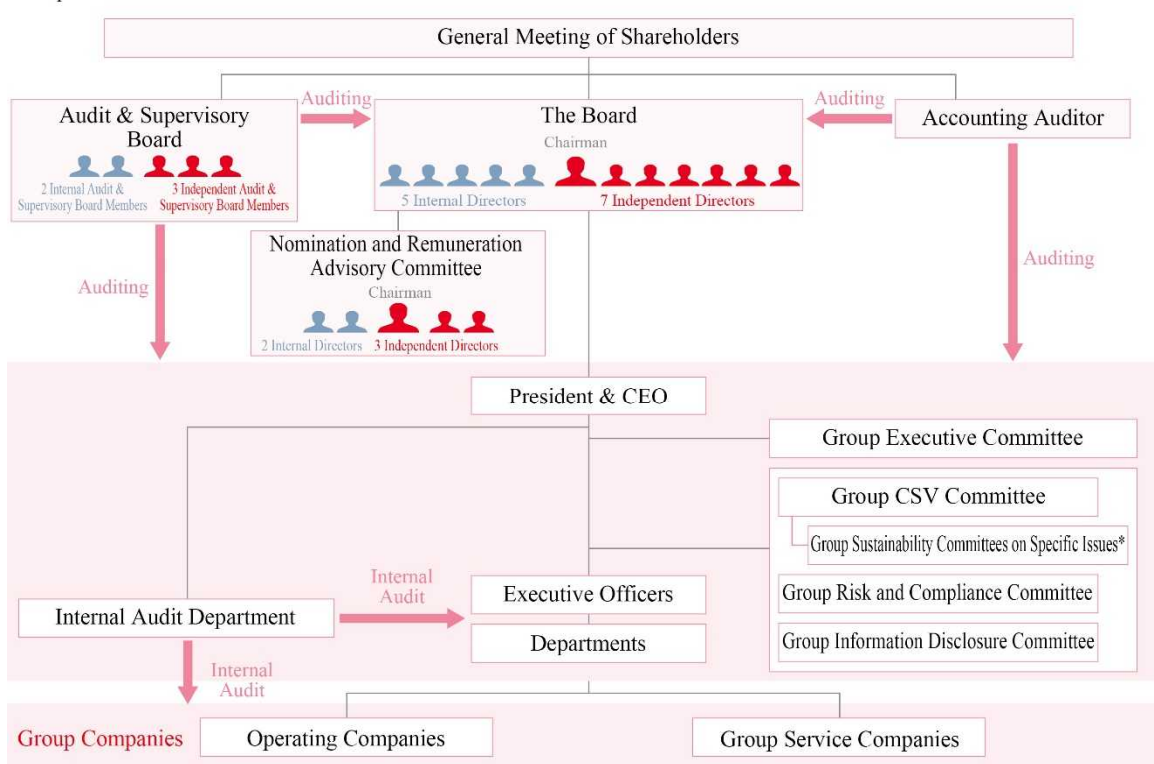 General Meeting of Shareholders
Auditing
Auditing
Audit & Supervisory
Board
2 Internal Audit &
Supervisory Board Members
3 Independent Audit &
Supervisory Board Members
The Board
Chairman
5 Internal Directors
7 Independent Directors
Accounting Auditor
Nomination and Remuneration
Advisory Committee
Chairman
2 Internal Directors
3 Independent Directors
Auditing
Auditing
President & CEO
Group Executive Committee
Group CSV Committee
Group Sustainability Committees on Specific Issues*
Group Risk and Compliance Committee
Group Information Disclosure Committee
Internal Audit Department
Internal
Audit
Executive Officers
Departments
Internal
Audit
Group Companies
Operating Companies
Group Service Companies